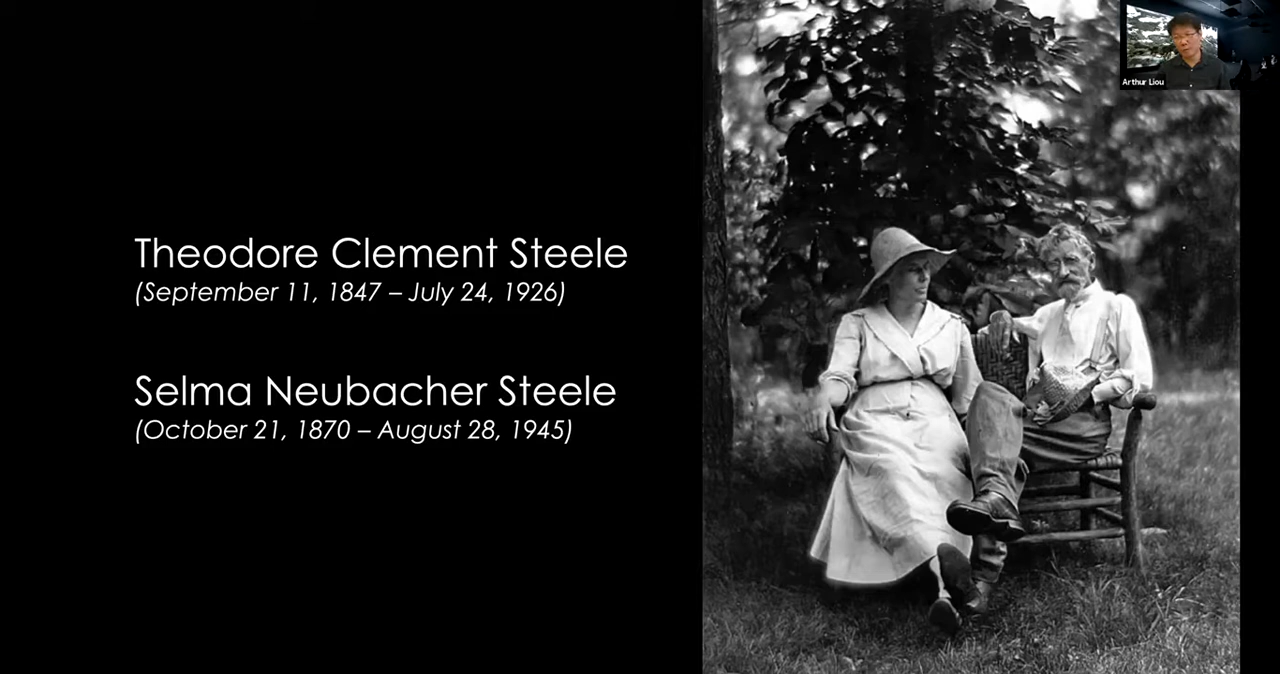 Theodore Clement Steele
(September 11, 1847 – July 24, 1926)
Selma Neubacher Steele
(October 21, 1870 – August 28, 1945)
Arthur Liou